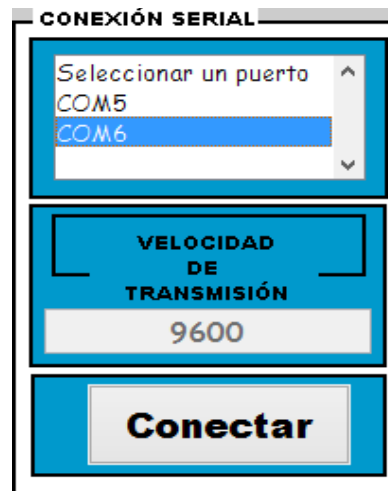 CONEXIÓN SERIAL
Seleccionar un puerto
COM5
COM6
VELOCIDAD
DE
TRANSMISIÓN
9600
Conectar